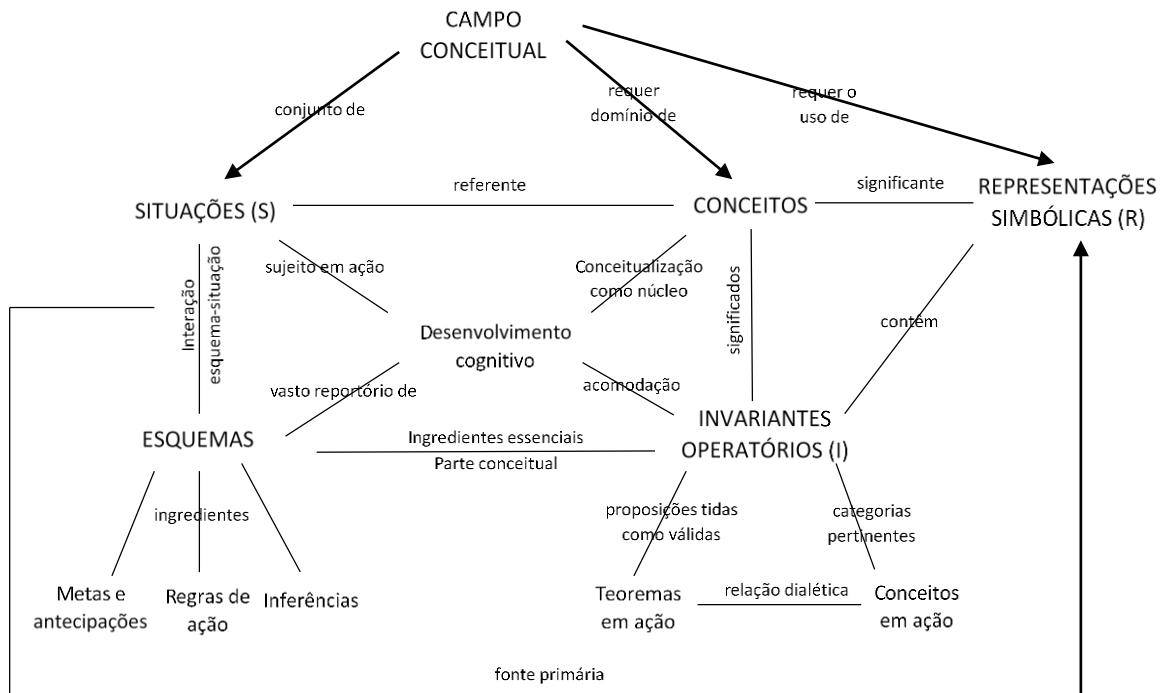 CAMPO
CONCEITUAL
conjunto de
requer
domínio de
requer o
uso de
SITUAÇÕES (S)
referente
CONCEITOS
significante
REPRESENTAÇÕES
SIMBÓLICAS (R)
Interação
esquema-situação
sujeito em ação
Conceitualização
como núcleo
significados
contêm
Desenvolvimento
cognitivo
vasto reportório de
acomodação
ESQUEMAS
Ingredientes essenciais
Parte conceitual
INVARIANTES
OPERATÓRIOS (I)
ingredientes
proposições tidas
como válidas
categorias
pertinentes
Metas e
antecipações
Regras de
ação
Inferências
Teoremas
em ação
relação dialética
Conceitos
em ação
fonte primária